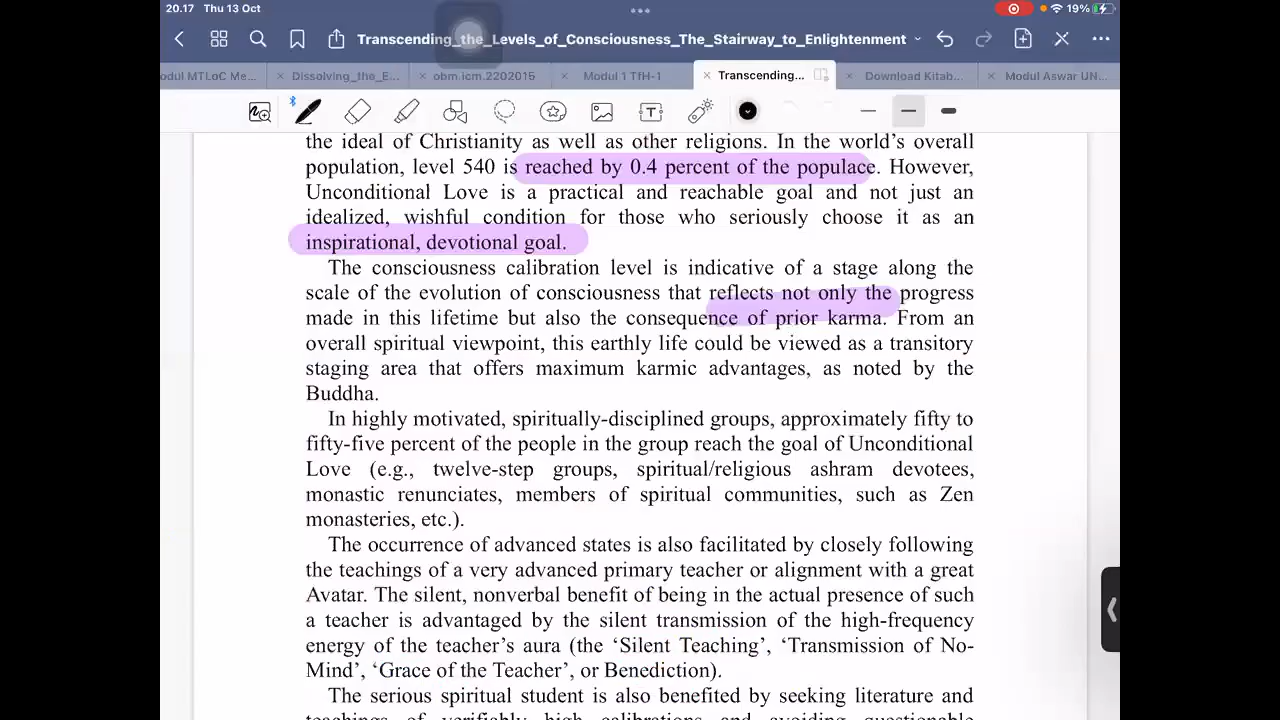 20.17 Thu 13 Oct
19%
Transcending_the_Levels_of_Consciousness_The_Stairway_to_Enlightenment
odul MTLoC Me...
Dissolving_the_E...
obm.icm.2202015
Modul 1 TfH-1
Transcending...
Download Kitab...
Modul Aswar UN...
the ideal of Christianity as well as other religions. In the world’s overall
population, level 540 is reached by 0.4 percent of the populace. However,
Unconditional Love is a practical and reachable goal and not just an
idealized, wishful condition for those who seriously choose it as an
inspirational, devotional goal.
The consciousness calibration level is indicative of a stage along the
scale of the evolution of consciousness that reflects not only the progress
made in this lifetime but also the consequence of prior karma. From an
overall spiritual viewpoint, this earthly life could be viewed as a transitory
staging area that offers maximum karmic advantages, as noted by the
Buddha.
In highly motivated, spiritually-disciplined groups, approximately fifty to
fifty-five percent of the people in the group reach the goal of Unconditional
Love (e.g., twelve-step groups, spiritual/religious ashram devotees,
monastic renunciates, members of spiritual communities, such as Zen
monasteries, etc.).
The occurrence of advanced states is also facilitated by closely following
the teachings of a very advanced primary teacher or alignment with a great
Avatar. The silent, nonverbal benefit of being in the actual presence of such
a teacher is advantaged by the silent transmission of the high-frequency
energy of the teacher’s aura (the ‘Silent Teaching’, ‘Transmission of No-
Mind’, ‘Grace of the Teacher’, or Benediction).
The serious spiritual student is also benefited by seeking literature and
teachings of verifiably high calibrations and avoiding questionable